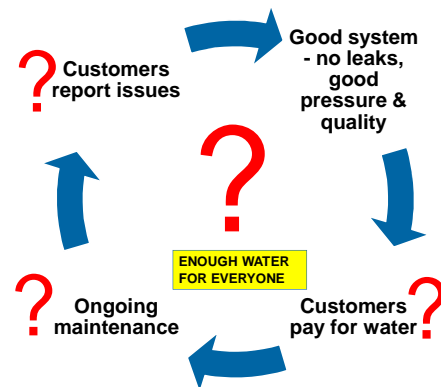 ?
Customers
report issues
Good system
- no leaks,
good
pressure &
quality
?
ENOUGH WATER
FOR EVERYONE
?
Ongoing
maintenance
Customers
pay for water
?